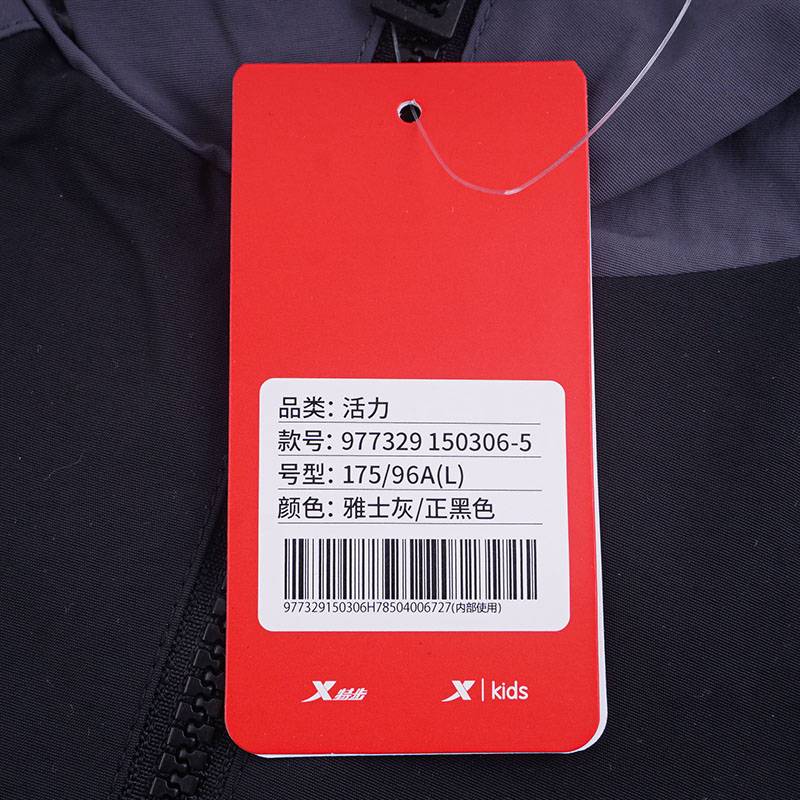 品类: 活力
款号: 977329 150306-5
号型: 175/96A(L)
颜色: 雅士灰/正黑色
977329150306H78504006727(内部使用)
X 特步 X | kids